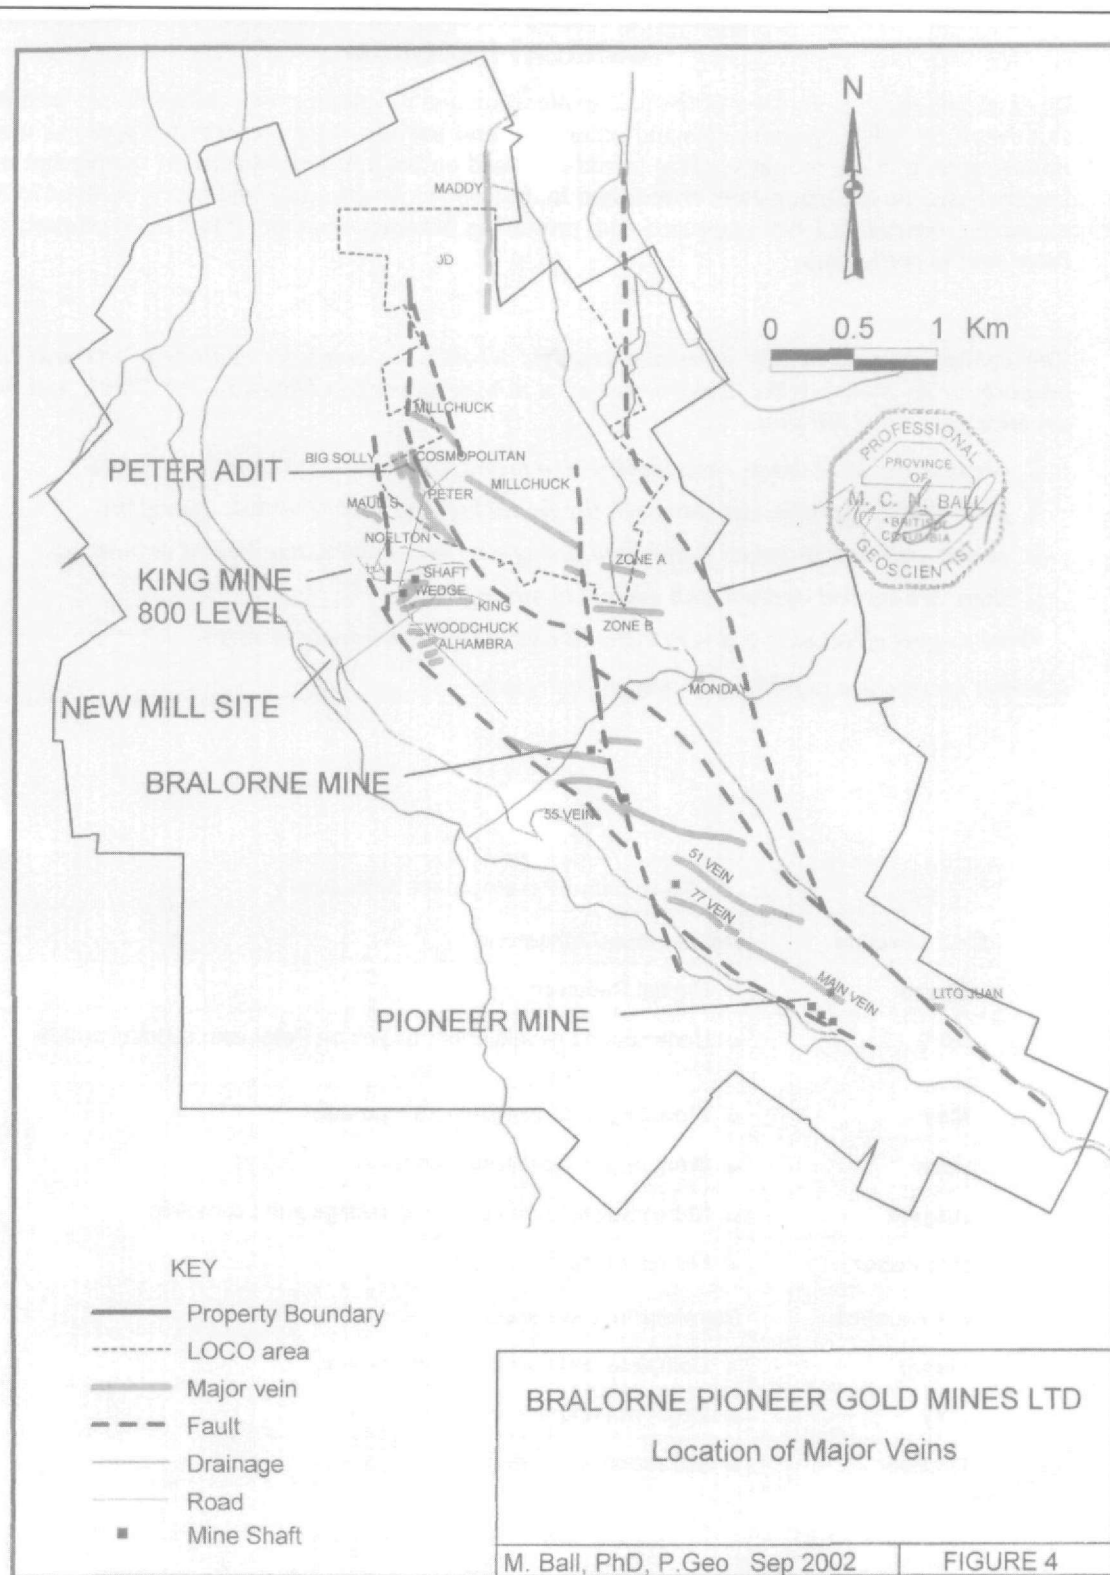 N
0 0.5 1 Km
MADDY
JD
MILLCHUCK
BIG SOLLY
COSMOPOLITAN
PETER ADIT
PETER
MILLCHUCK
MAUD S
NOELTON
ZONE A
KING MINE
800 LEVEL
SHAFT
WEDGE
KING
ZONE B
WOODCHUCK
ALHAMBRA
NEW MILL SITE
MONDAY
BRALORNE MINE
55 VEIN
51 VEIN
77 VEIN
MAIN VEIN
LITO JUAN
PIONEER MINE
PROFESSIONAL
PROVINCE
OF
M. C. N. BALL
BRITISH
COLUMBIA
GEOSCIENTIST
KEY
Property Boundary
LOCO area
Major vein
Fault
Drainage
Road
Mine Shaft
BRALORNE PIONEER GOLD MINES LTD
Location of Major Veins
M. Ball, PhD, P.Geo Sep 2002
FIGURE 4